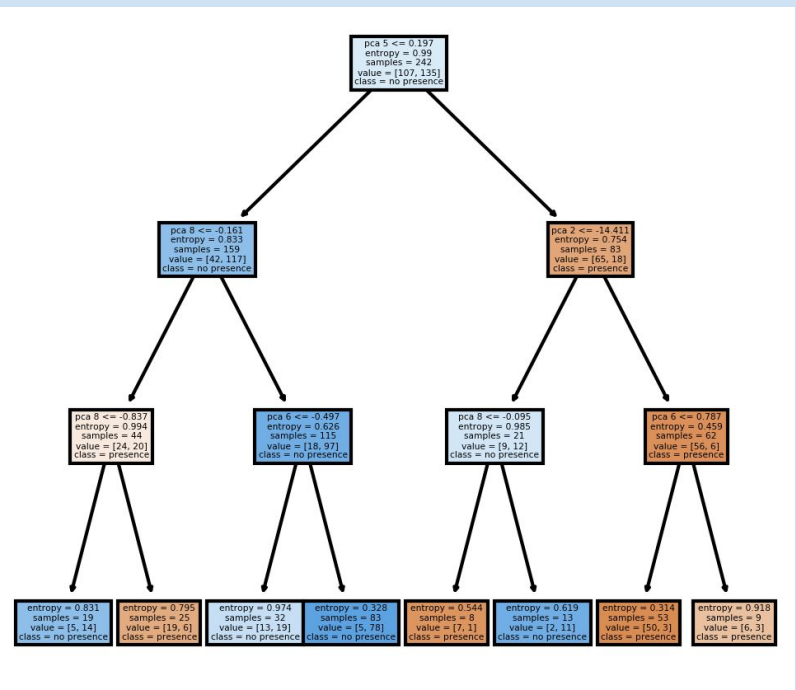 pca 5 <= 0.197
entropy = 0.99
samples = 242
value = [107, 135]
class = no presence
pca 8 <= -0.161
entropy = 0.833
samples = 159
value = [42, 117]
class = no presence
pca 2 <= -14.411
entropy = 0.754
samples = 83
value = [65, 18]
class = presence
pca 8 <= -0.837
entropy = 0.994
samples = 44
value = [24, 20]
class = presence
pca 6 <= -0.497
entropy = 0.626
samples = 115
value = [18, 97]
class = no presence
pca 8 <= -0.095
entropy = 0.985
samples = 21
value = [9, 12]
class = no presence
pca 6 <= 0.787
entropy = 0.459
samples = 62
value = [56, 6]
class = presence
entropy = 0.831
samples = 19
value = [5, 14]
class = no presence
entropy = 0.795
samples = 25
value = [19, 6]
class = presence
entropy = 0.974
samples = 32
value = [13, 19]
class = no presence
entropy = 0.328
samples = 83
value = [5, 78]
class = no presence
entropy = 0.544
samples = 8
value = [7, 1]
class = presence
entropy = 0.619
samples = 13
value = [2, 11]
class = no presence
entropy = 0.314
samples = 53
value = [50, 3]
class = presence
entropy = 0.918
samples = 9
value = [6, 3]
class = presence